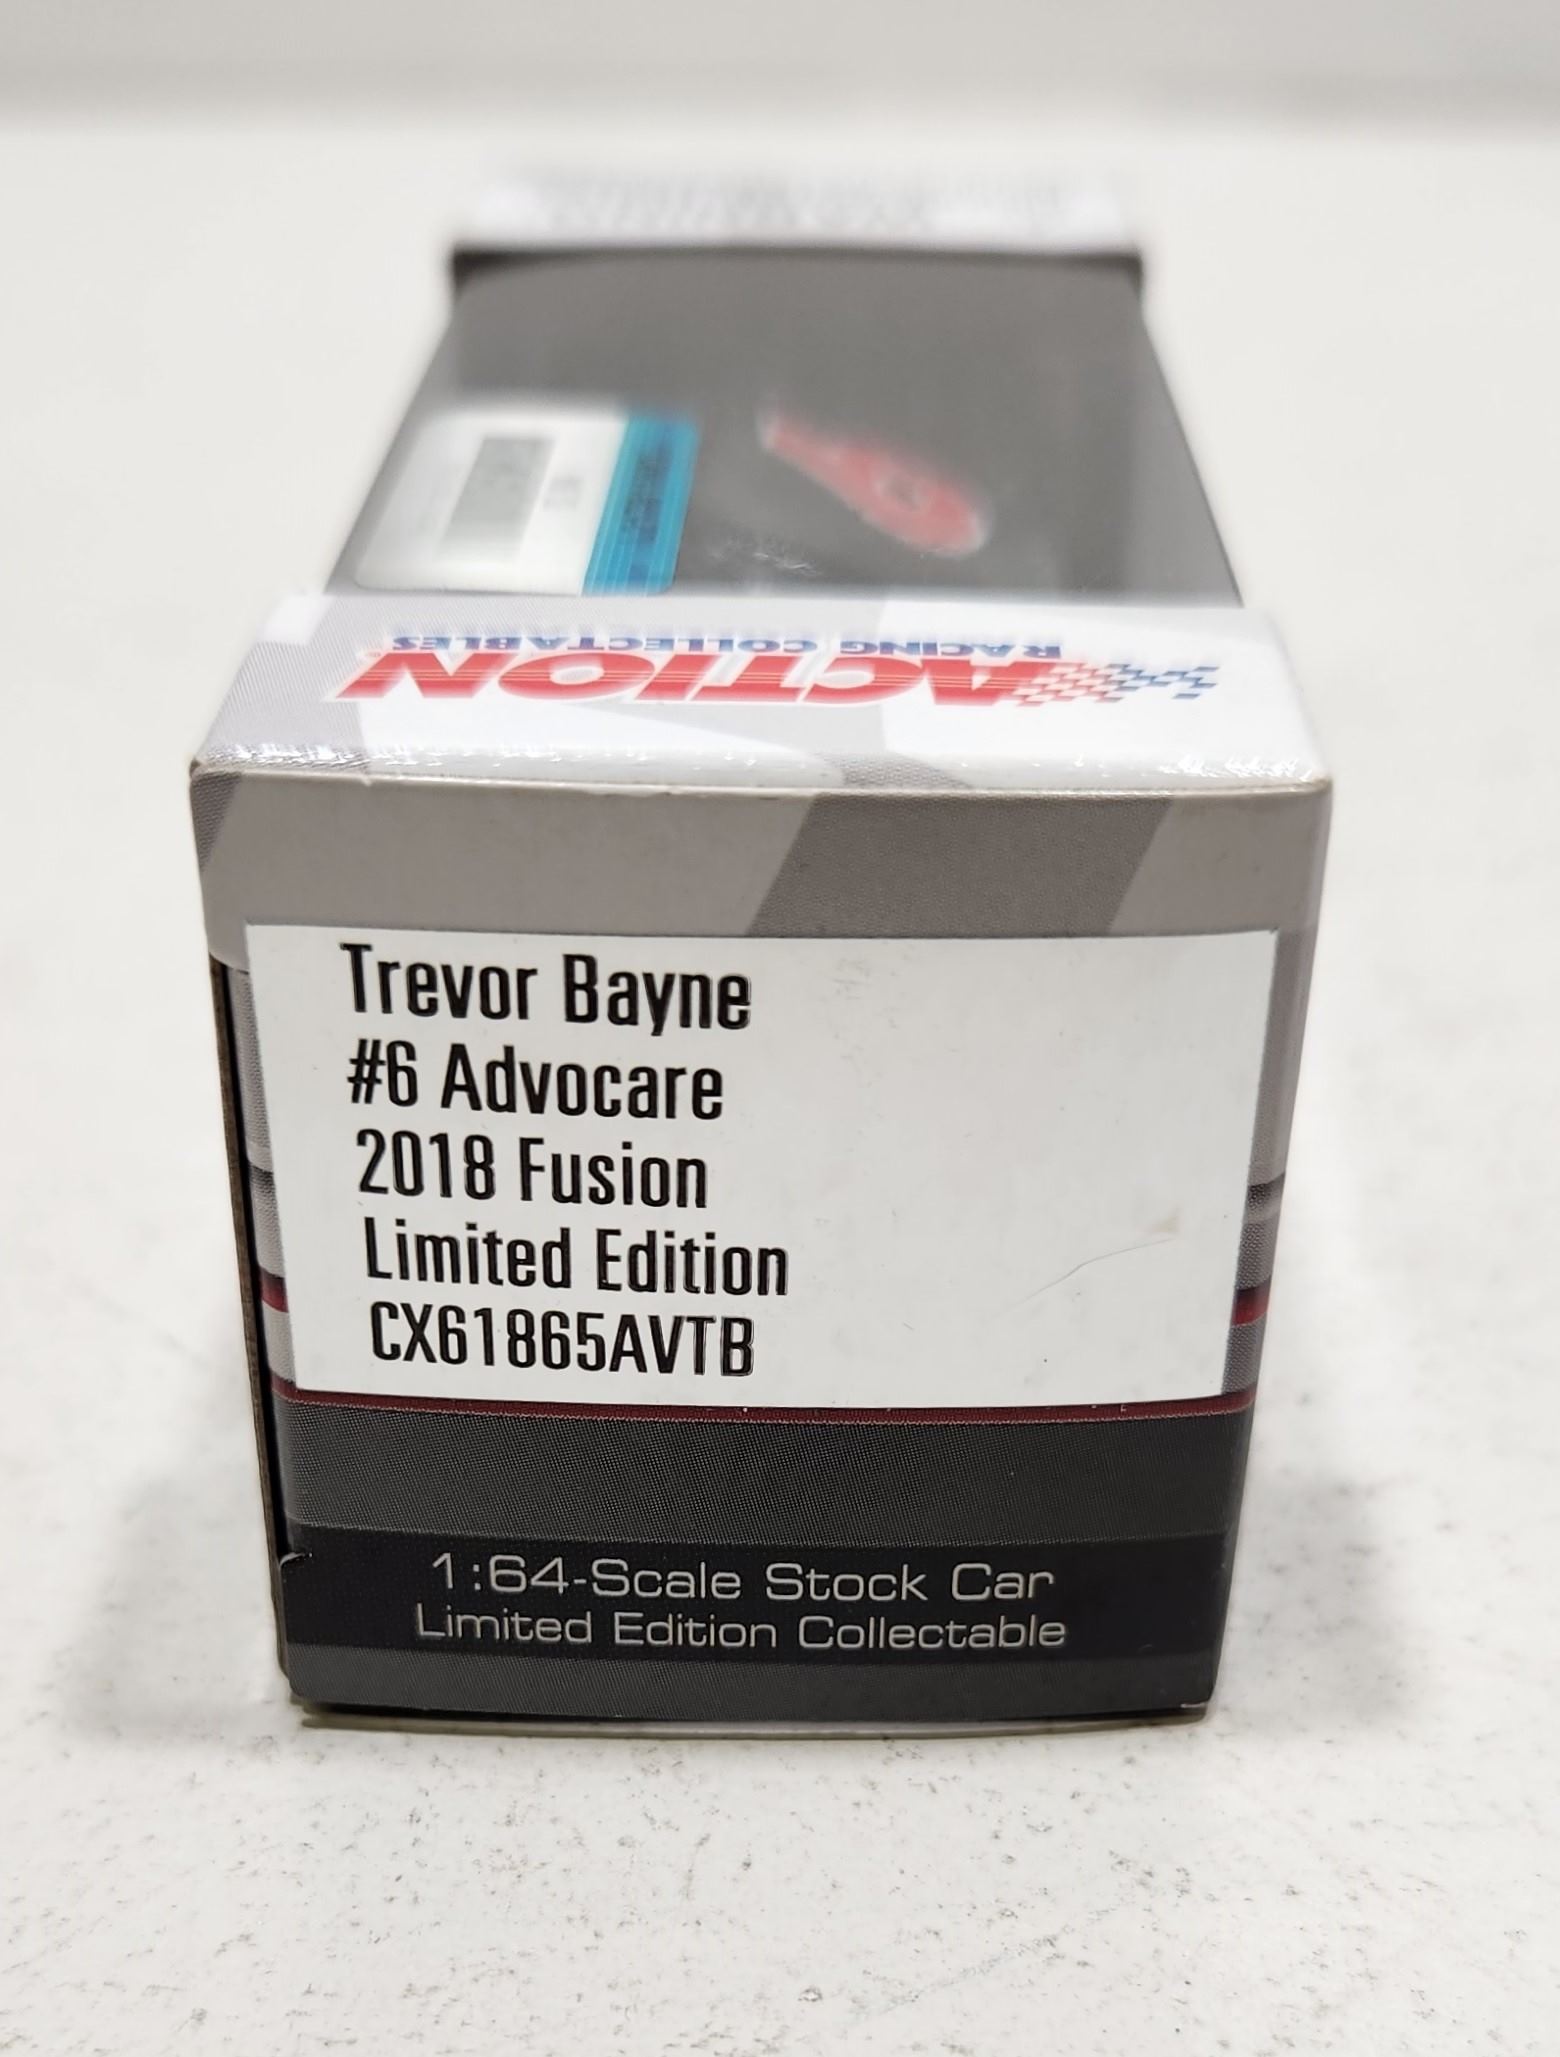 ACTION
RACING COLLECTABLES
Trevor Bayne
#6 Advocare
2018 Fusion
Limited Edition
CX61865AVTB
1:64-Scale Stock Car
Limited Edition Collectable